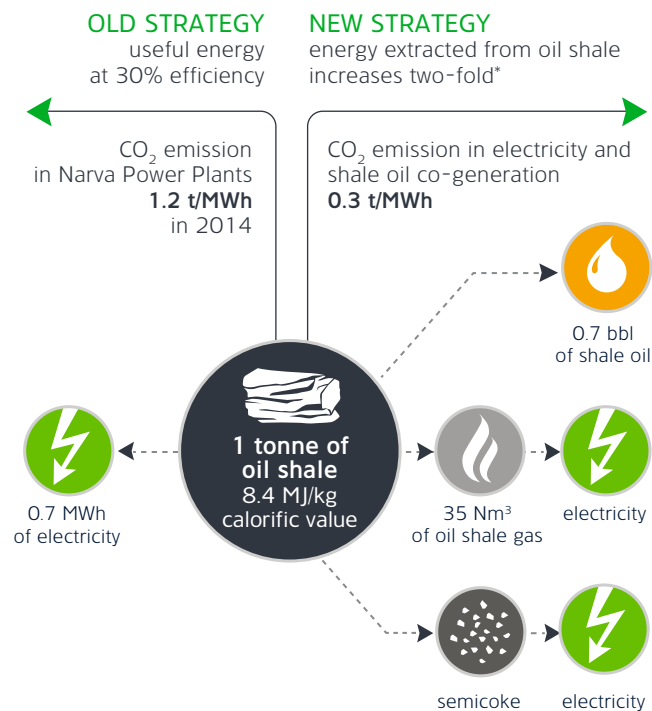 OLD STRATEGY
useful energy
at 30% efficiency
NEW STRATEGY
energy extracted from oil shale
increases two-fold*
CO₂ emission
in Narva Power Plants
1.2 t/MWh
in 2014
CO₂ emission in electricity and
shale oil co-generation
0.3 t/MWh
0.7 bbl
of shale oil
1 tonne of
oil shale
8.4 MJ/kg
calorific value
0.7 MWh
of electricity
35 Nm³
of oil shale gas
electricity
semicoke
electricity